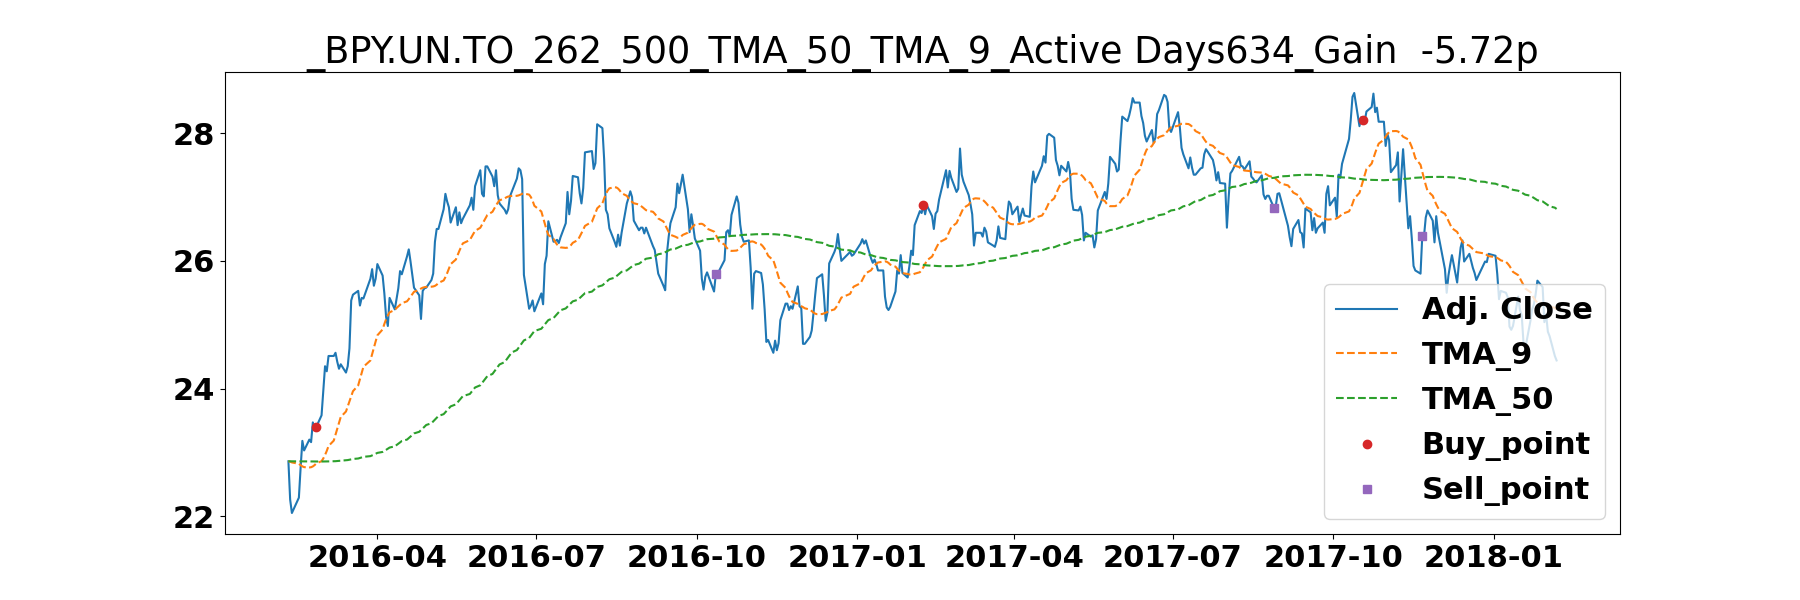 _BPY.UN.TO_262_500_TMA_50_TMA_9_Active Days634_Gain  -5.72p
28
26
24
22
2016-04 2016-07 2016-10 2017-01 2017-04 2017-07 2017-10 2018-01
Adj. Close
TMA_9
TMA_50
Buy_point
Sell_point